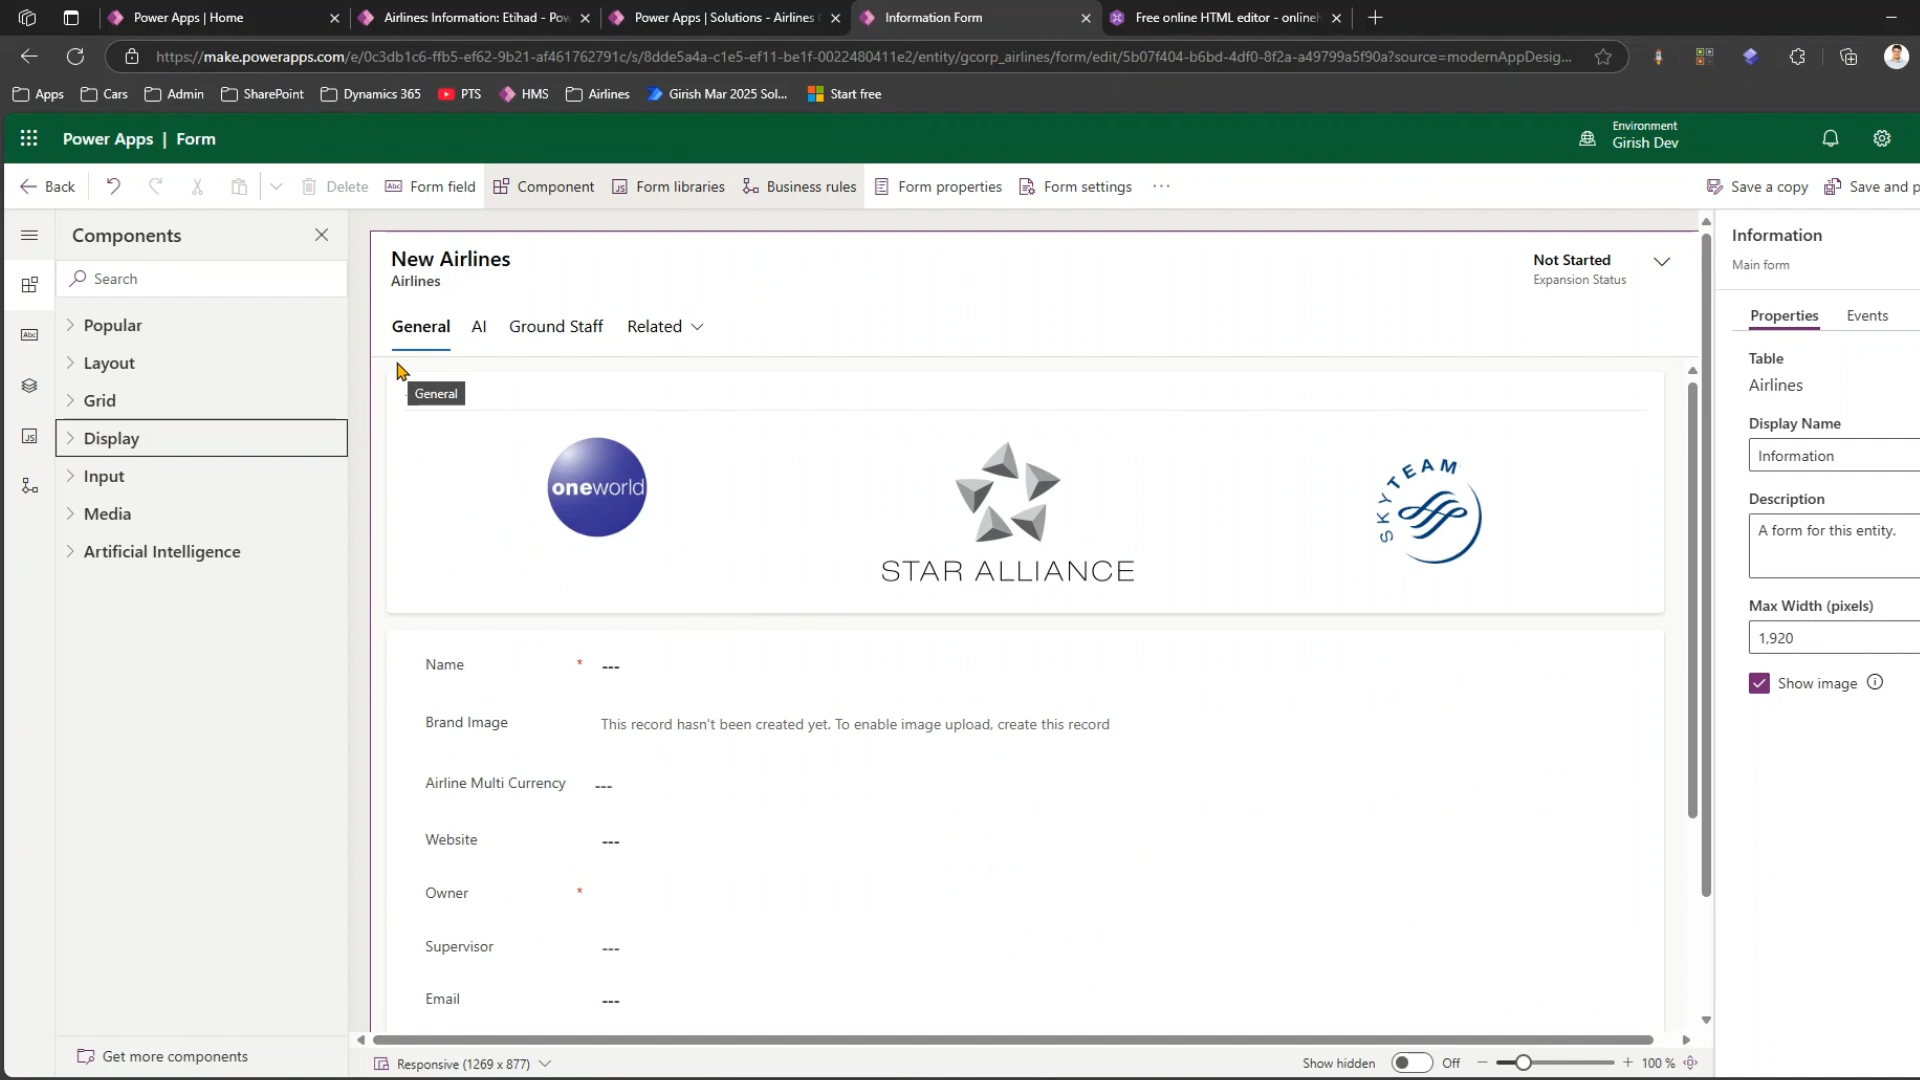 Power Apps | Home
Airlines: Information: Etihad - Pow
Power Apps | Solutions - Airlines
Information Form
Free online HTML editor - onlineh
https://make.powerapps.com/e/0c3db1c6-ffb5-ef62-9b21-af461762791c/s/8dde5a4a-c1e5-ef11-be1f-0022480411e2/entity/gcorp_airlines/form/edit/5b07f404-b6bd-4df0-8f2a-a49799a5f90a?source=modernAppDesig...
Apps
Cars
Admin
SharePoint
Dynamics 365
PTS
HMS
Airlines
Girish Mar 2025 Sol...
Start free
Power Apps | Form
Environment
Girish Dev
Back
Delete
Abc
Form field
Component
JS
Form libraries
Business rules
Form properties
Form settings
...
Save a copy
Save and p
Components
Search
Popular
Layout
Grid
Display
Input
Media
Artificial Intelligence
Get more components
Abc
JS
New Airlines
Airlines
Not Started
Expansion Status
General
AI
Ground Staff
Related
General
oneworld
STAR ALLIANCE
SKYTEAM
Name * ---
Brand Image This record hasn't been created yet. To enable image upload, create this record
Airline Multi Currency ---
Website ---
Owner *
Supervisor ---
Email ---
Responsive (1269 x 877)
Show hidden
Off
100 %
Information
Main form
Properties
Events
Table
Airlines
Display Name
Information
Description
A form for this entity.
Max Width (pixels)
1,920
Show image